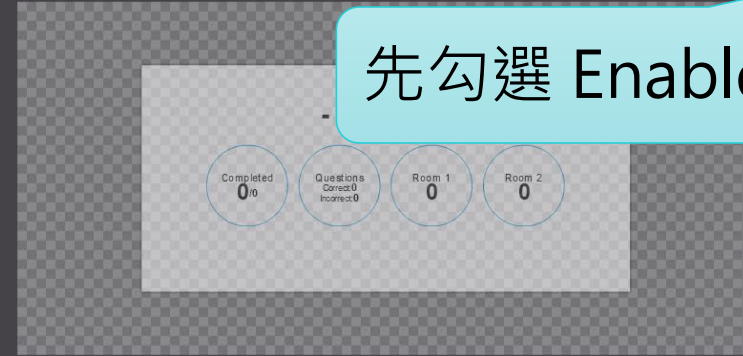 先勾選 Enable
-
Completed
0/0
Questions
Correct:0
Incorrect:0
Room 1
0
Room 2
0